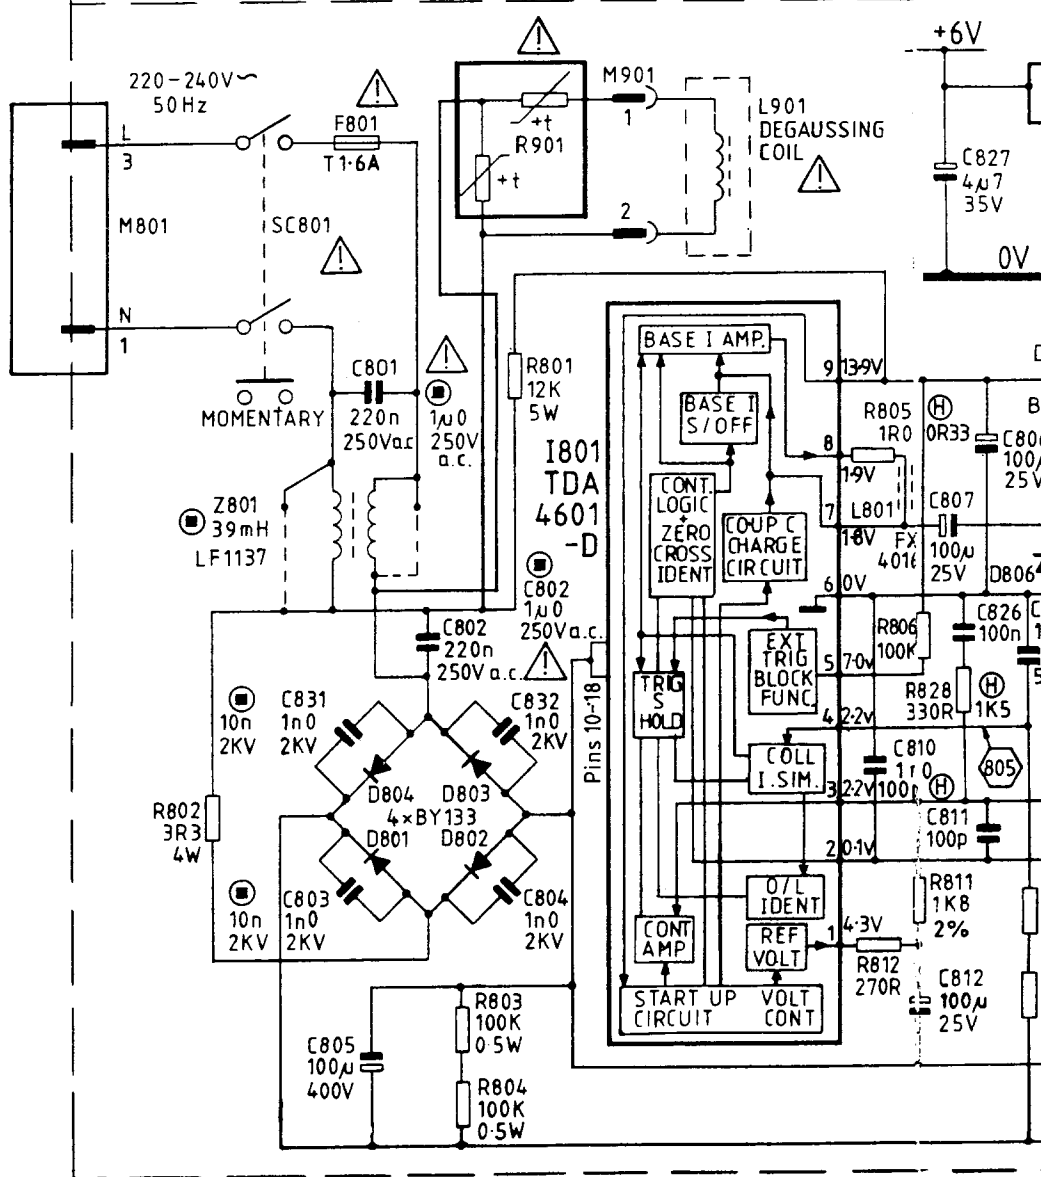 220-240V~
50Hz
L
3
M801
N
1
SC801
MOMENTARY
F801
T1·6A
+t
R901
+t
M901
1
2
L901
DEGAUSSING
COIL
+6V
C827
4µ7
35V
0V
C801
220n
250Va.c
1µ0
250V
a.c.
R801
12K
5W
Z801
39mH
LF1137
I801
TDA
4601
-D
C802
1µ0
250Va.c.
C802
220n
250V a.c.
Pins 10-18
BASE I AMP.
BASE I
S/OFF
CONT.
LOGIC
+
ZERO
CROSS
IDENT
COUP C
CHARGE
CIRCUIT
EXT
TRIG
BLOCK
FUNC.
TRIG
S
HOLD
COLL
I.SIM.
O/L
IDENT
CONT
AMP
REF
VOLT
START UP
CIRCUIT
VOLT
CONT
9 13·9V
8
1·9V
7
1·8V
6 0V
5 7·0v
4 2·2V
3 2·2V
2 0·1V
1 4·3V
R805
1R0
H
0R33
C806
100µ
25V
L801
FX
4016
C807
100µ
25V
D806
R806
100K
C826
100n
R828
330R
H
1K5
805
C810
1n0
100p
H
C811
100p
R811
1K8
2%
R812
270R
C812
100µ
25V
10n
2KV
C831
1n0
2KV
C832
1n0
2KV
D804
D803
4×BY133
D801
D802
R802
3R3
4W
10n
2KV
C803
1n0
2KV
C804
1n0
2KV
C805
100µ
400V
R803
100K
0·5W
R804
100K
0·5W